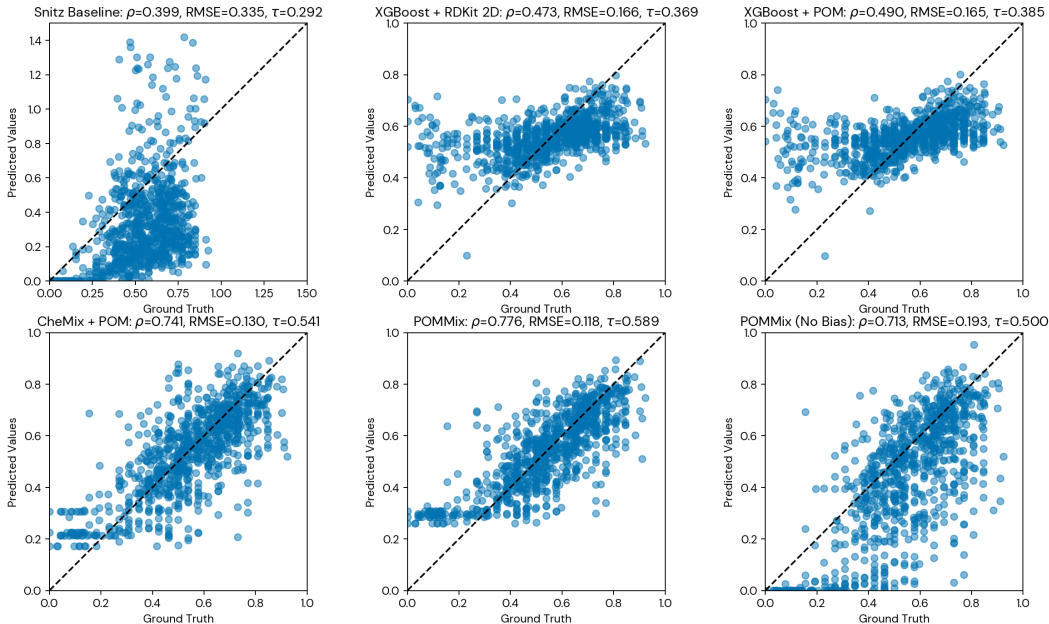 Snitz Baseline: ρ=0.399, RMSE=0.335, τ=0.292
Predicted Values
1.4
1.2
1.0
0.8
0.6
0.4
0.2
0.0
0.00 0.25 0.50 0.75 1.00 1.25 1.50
Ground Truth
XGBoost + RDKit 2D: ρ=0.473, RMSE=0.166, τ=0.369
Predicted Values
1.0
0.8
0.6
0.4
0.2
0.0
0.0 0.2 0.4 0.6 0.8 1.0
Ground Truth
XGBoost + POM: ρ=0.490, RMSE=0.165, τ=0.385
Predicted Values
1.0
0.8
0.6
0.4
0.2
0.0
0.0 0.2 0.4 0.6 0.8 1.0
Ground Truth
CheMix + POM: ρ=0.741, RMSE=0.130, τ=0.541
Predicted Values
1.0
0.8
0.6
0.4
0.2
0.0
0.0 0.2 0.4 0.6 0.8 1.0
Ground Truth
POMMix: ρ=0.776, RMSE=0.118, τ=0.589
Predicted Values
1.0
0.8
0.6
0.4
0.2
0.0
0.0 0.2 0.4 0.6 0.8 1.0
Ground Truth
POMMix (No Bias): ρ=0.713, RMSE=0.193, τ=0.500
Predicted Values
1.0
0.8
0.6
0.4
0.2
0.0
0.0 0.2 0.4 0.6 0.8 1.0
Ground Truth